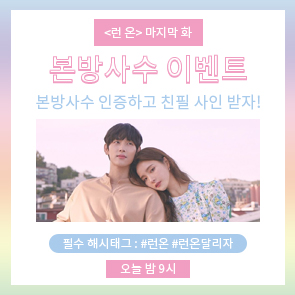 <런 온> 마지막 화
본방사수 이벤트
본방사수 인증하고 친필 사인 받자!
필수 해시태그 : #런온 #런온달리자
오늘 밤 9시